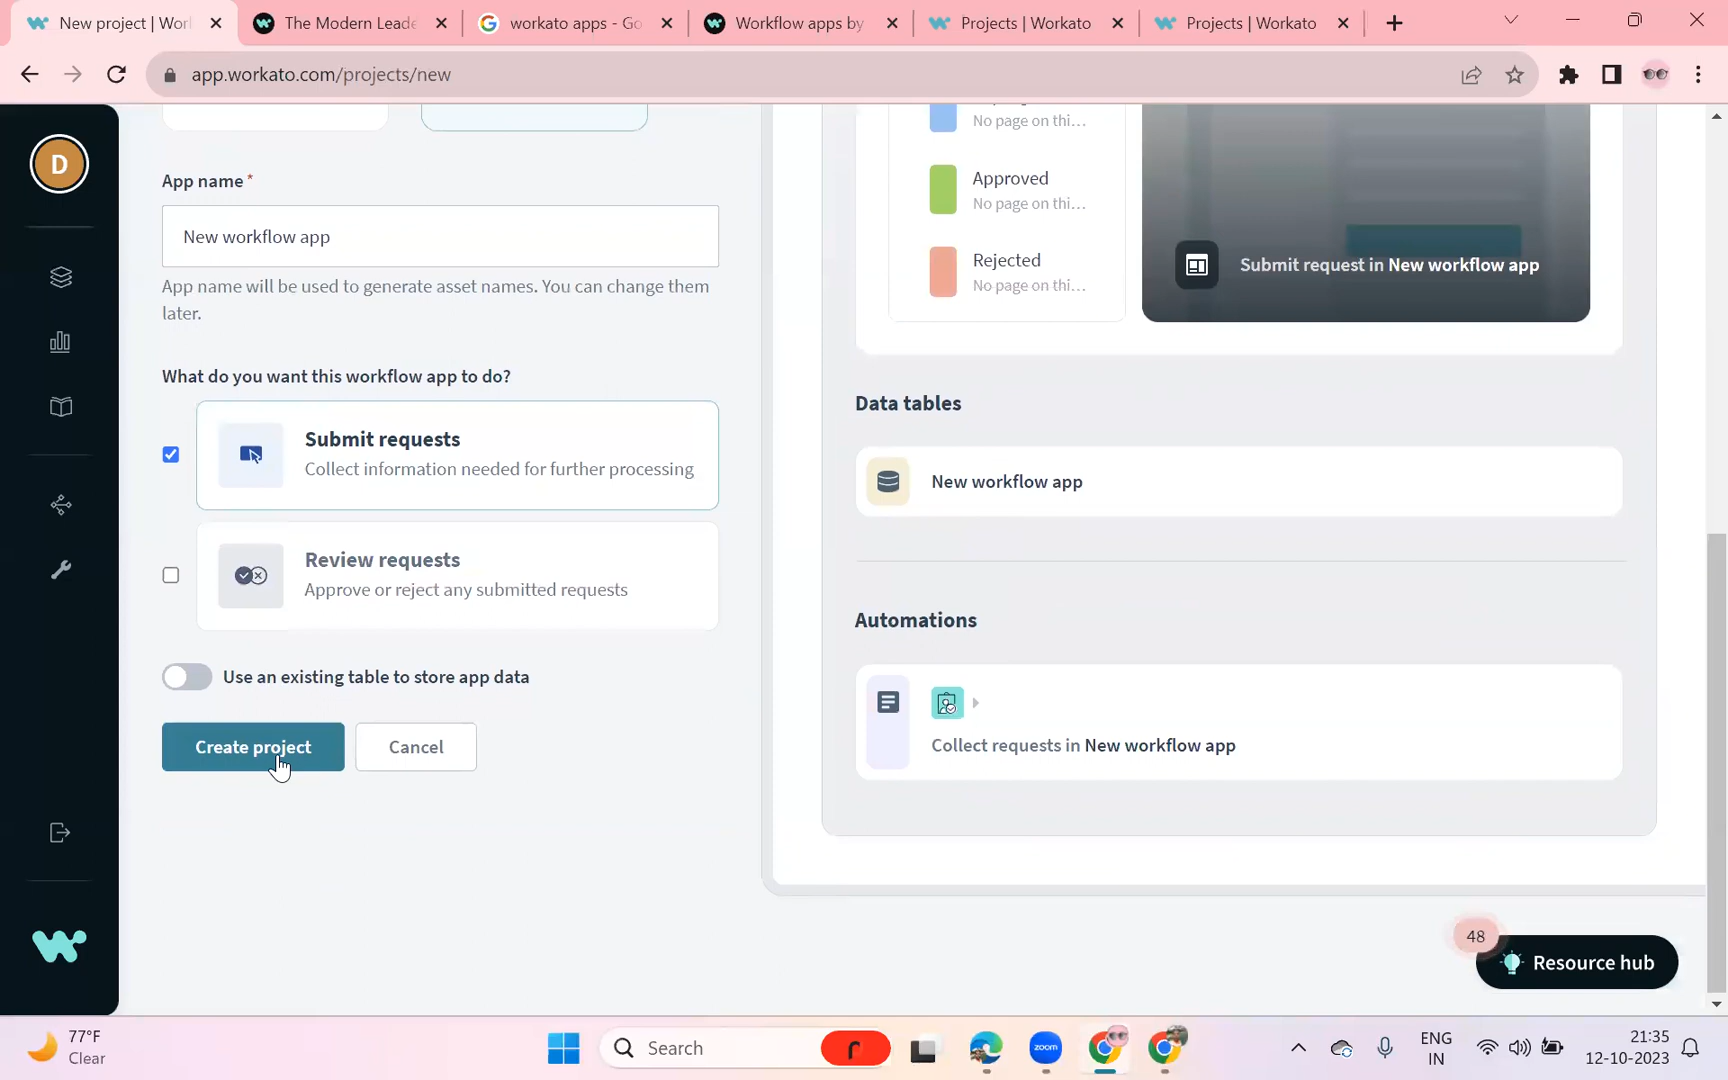 New project | Worl
The Modern Leade
workato apps - Go
Workflow apps by
Projects | Workato
Projects | Workato
app.workato.com/projects/new
D
App name *
New workflow app
App name will be used to generate asset names. You can change them
later.
What do you want this workflow app to do?
Submit requests
Collect information needed for further processing
Review requests
Approve or reject any submitted requests
Use an existing table to store app data
Create project
Cancel
No page on thi...
Approved
No page on thi...
Rejected
No page on thi...
Submit request in New workflow app
Data tables
New workflow app
Automations
Collect requests in New workflow app
48
Resource hub
77°F
Clear
Search
zoom
ENG
IN
21:35
12-10-2023